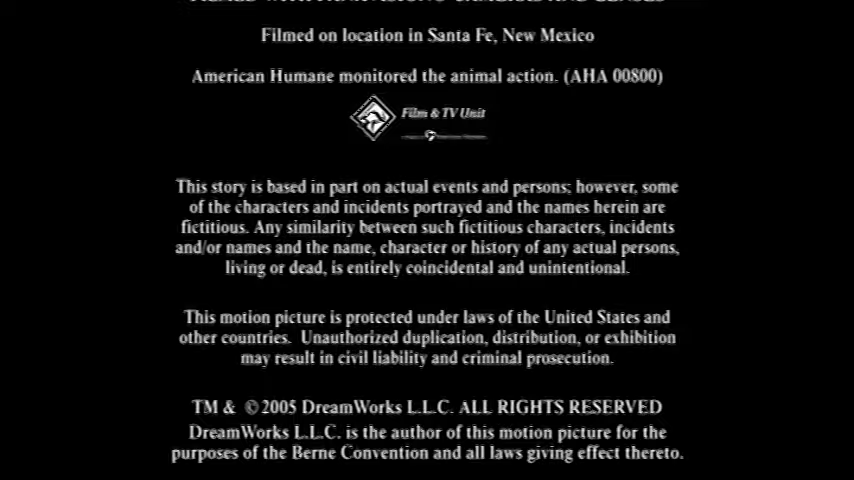 Filmed on location in Santa Fe, New Mexico
American Humane monitored the animal action. (AHA 00800)
Film & TV Unit
This story is based in part on actual events and persons; however, some
of the characters and incidents portrayed and the names herein are
fictitious. Any similarity between such fictitious characters, incidents
and/or names and the name, character or history of any actual persons,
living or dead, is entirely coincidental and unintentional.
This motion picture is protected under laws of the United States and
other countries. Unauthorized duplication, distribution, or exhibition
may result in civil liability and criminal prosecution.
TM & © 2005 DreamWorks L.L.C. ALL RIGHTS RESERVED
DreamWorks L.L.C. is the author of this motion picture for the
purposes of the Berne Convention and all laws giving effect thereto.